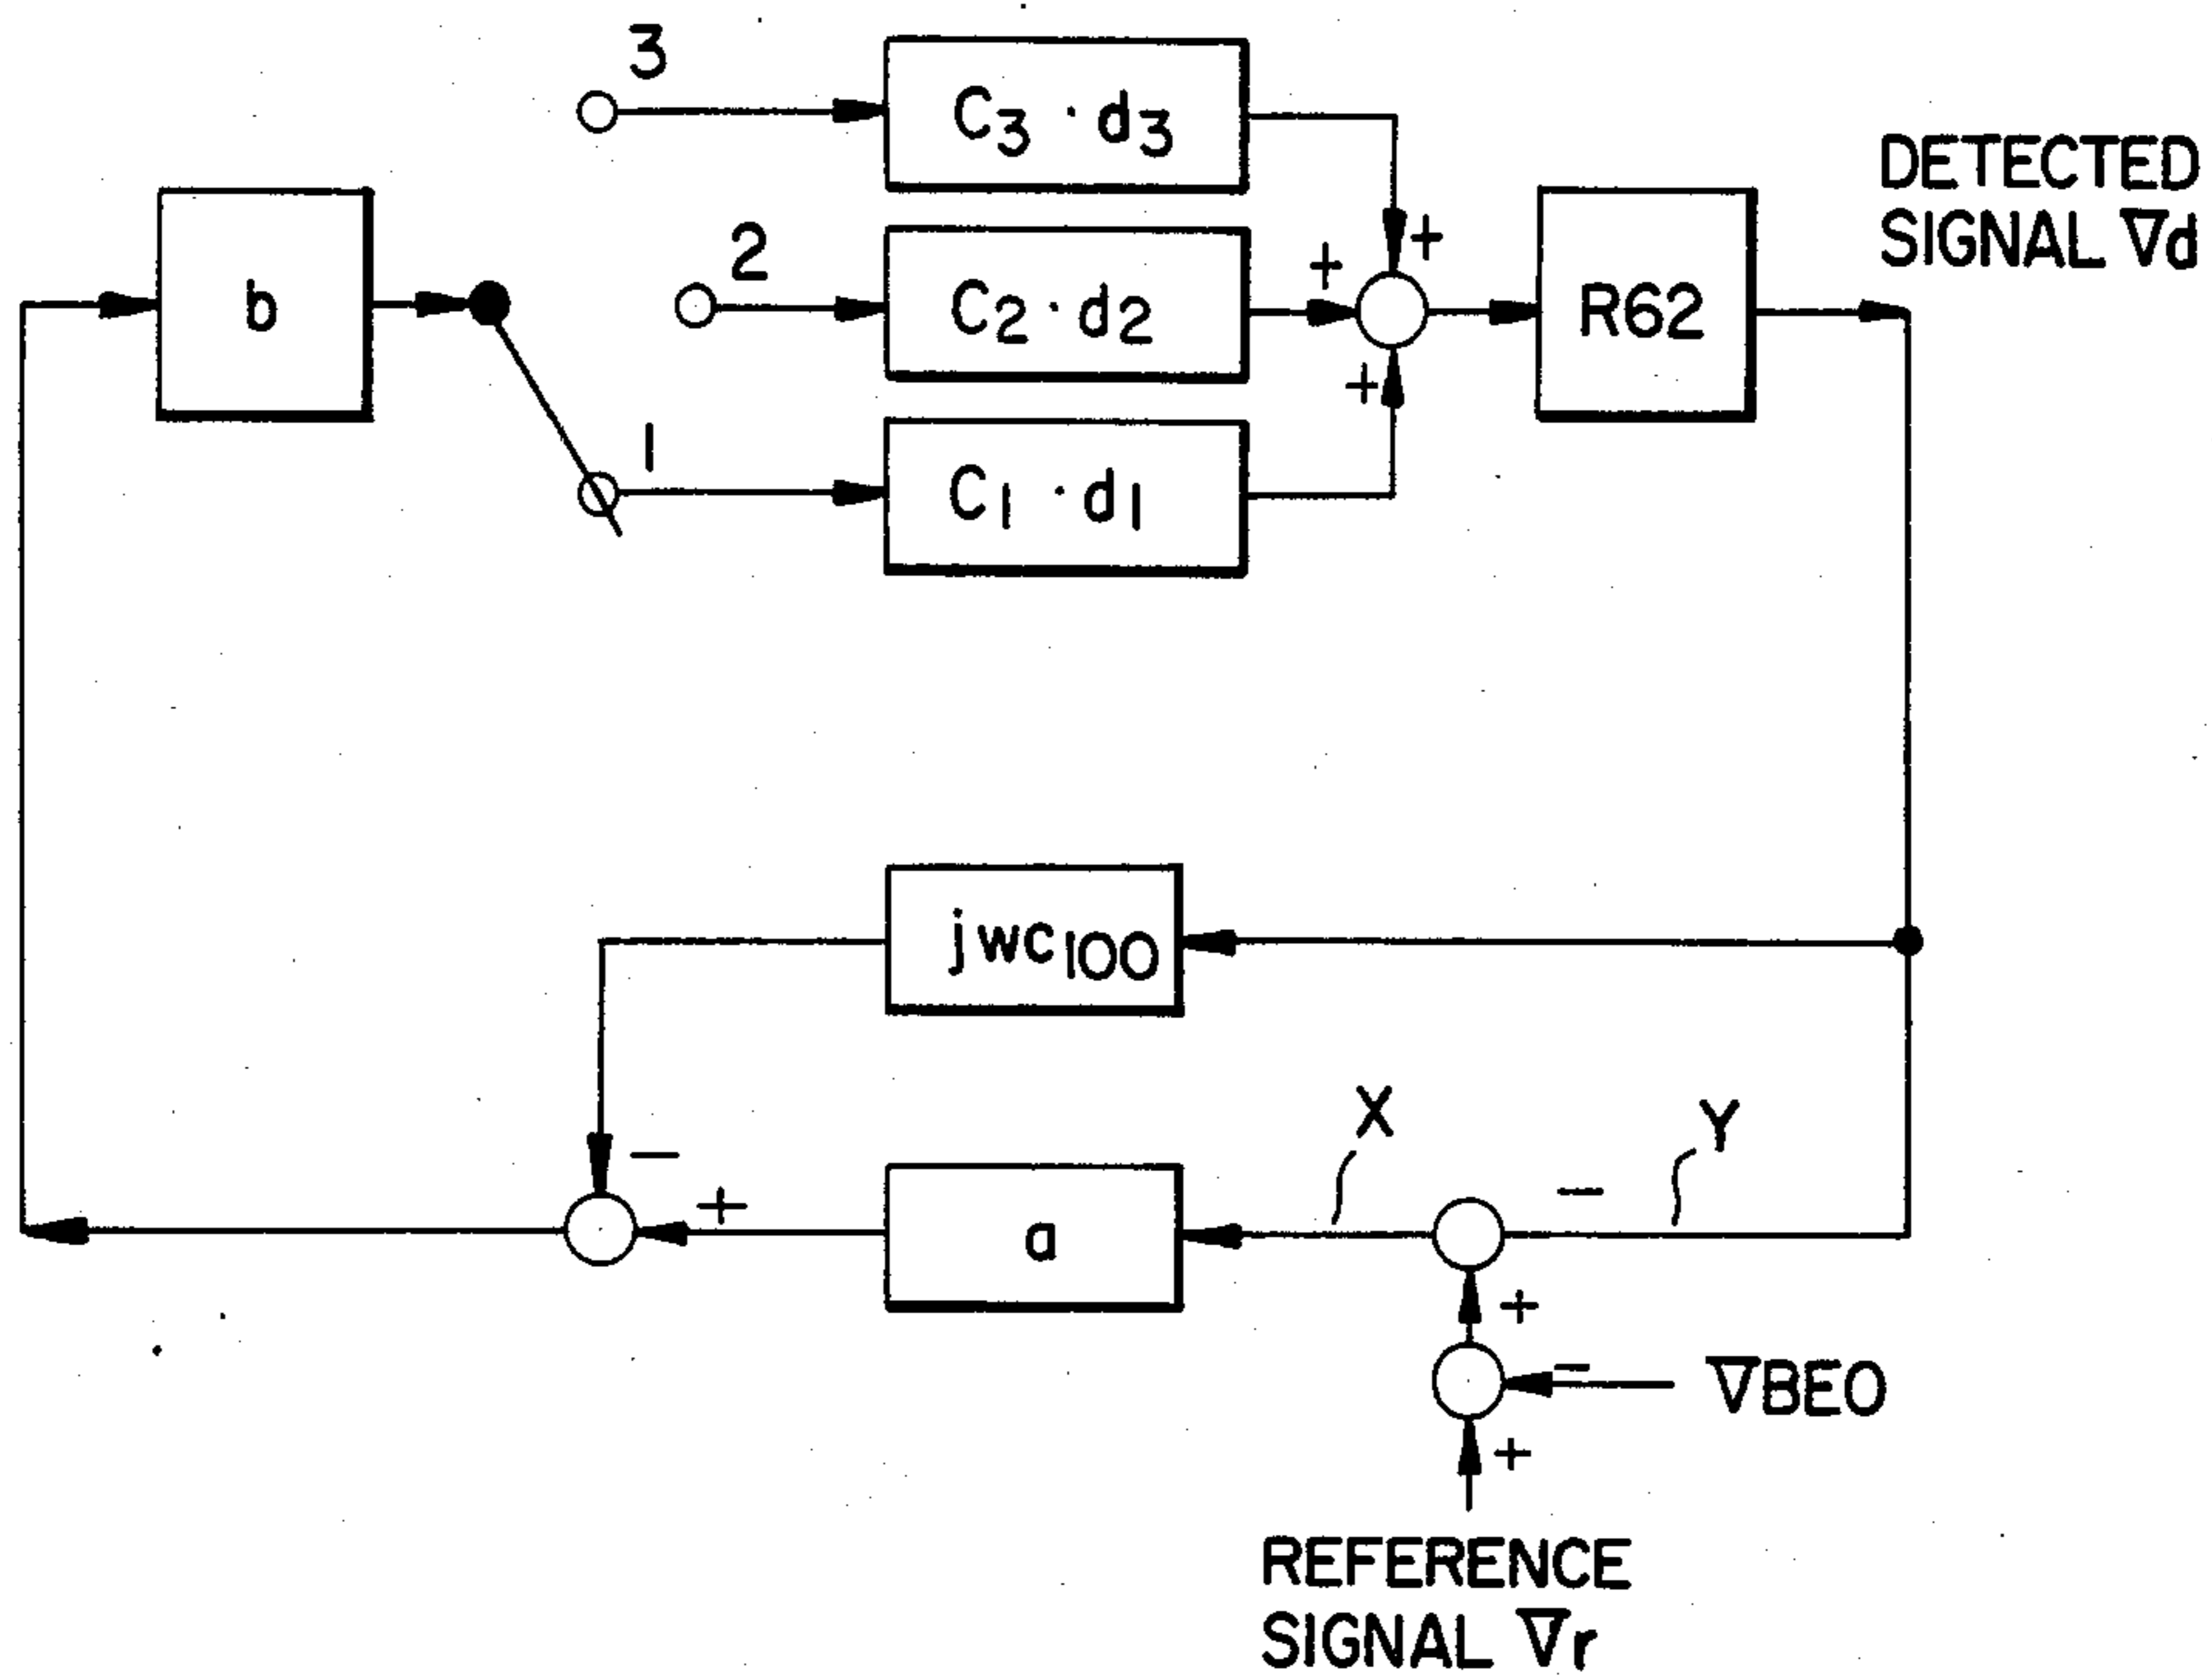 3
C3 · d3
DETECTED
SIGNAL Vd
b
2
C2 · d2
+
+
R62
+
1
C1 · d1
jwc100
X
Y
−
+
a
−
+
−
VBEO
+
REFERENCE
SIGNAL Vr